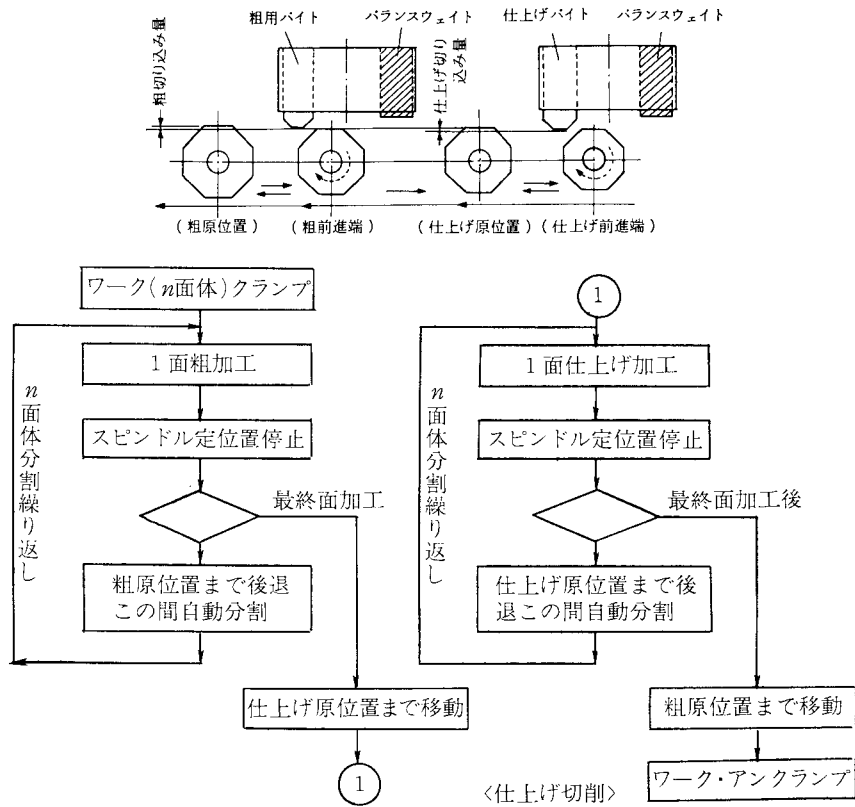 粗用バイト
バランスウェイト
仕上げバイト
バランスウェイト
粗切り込み量
仕上げ切り
込み量
(粗原位置)
(粗前進端)
(仕上げ原位置)
(仕上げ前進端)
ワーク(n面体)クランプ
1面粗加工
スピンドル定位置停止
最終面加工
粗原位置まで後退
この間自動分割
n面体分割繰り返し
仕上げ原位置まで移動
1
1
1面仕上げ加工
スピンドル定位置停止
最終面加工後
仕上げ原位置まで後
退この間自動分割
n面体分割繰り返し
粗原位置まで移動
ワーク・アンクランプ
〈仕上げ切削〉